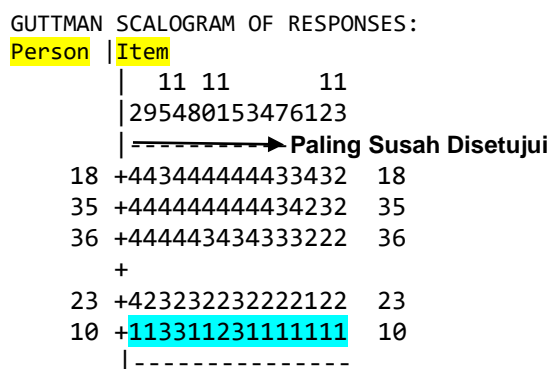 GUTTMAN SCALOGRAM OF RESPONSES:
Person |Item
| 11 11 11
|295480153476123
|--------------- Paling Susah Disetujui
18 +443444444433432 18
35 +444444444434232 35
36 +444443434333222 36
+
23 +423232232222122 23
10 +113311231111111 10
|---------------